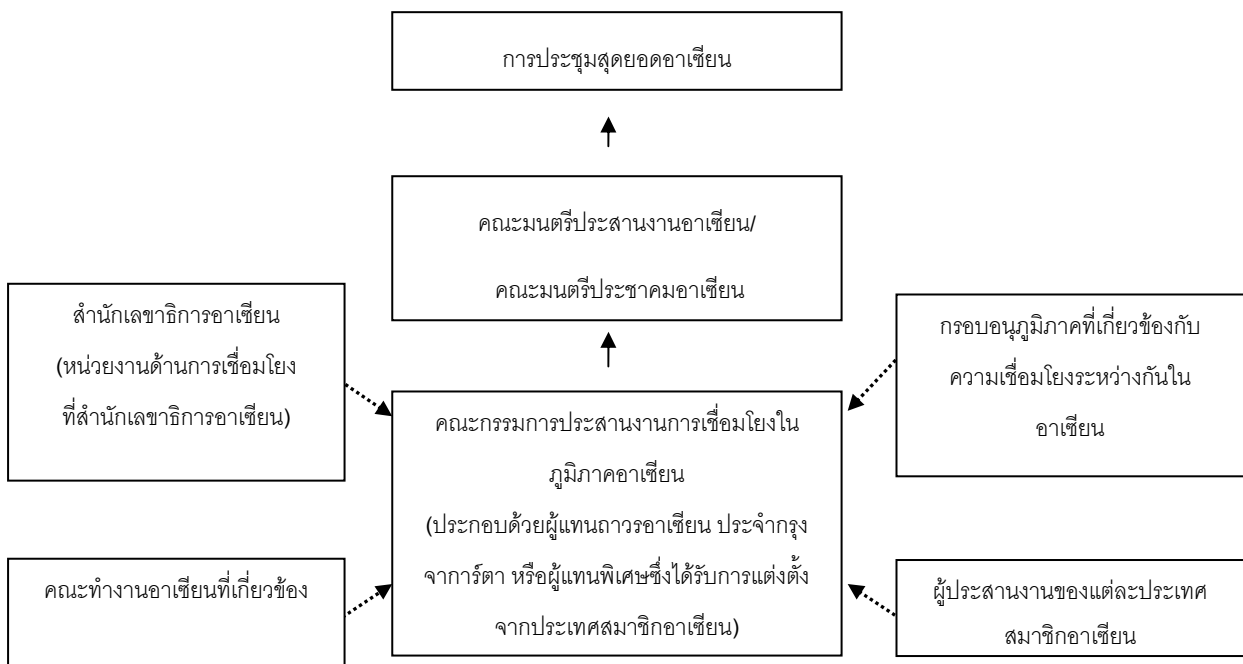 การประชุมสุดยอดอาเซียน
คณะมนตรีประสานงานอาเซียน/
คณะมนตรีประชาคมอาเซียน
สำนักเลขาธิการอาเซียน
(หน่วยงานด้านการเชื่อมโยง
ที่สำนักเลขาธิการอาเซียน)
กรอบอนุภูมิภาคที่เกี่ยวข้องกับ
ความเชื่อมโยงระหว่างกันใน
อาเซียน
คณะกรรมการประสานงานการเชื่อมโยงใน
ภูมิภาคอาเซียน
(ประกอบด้วยผู้แทนถาวรอาเซียน ประจำกรุง
จาการ์ตา หรือผู้แทนพิเศษซึ่งได้รับการแต่งตั้ง
จากประเทศสมาชิกอาเซียน)
คณะทำงานอาเซียนที่เกี่ยวข้อง
ผู้ประสานงานของแต่ละประเทศ
สมาชิกอาเซียน